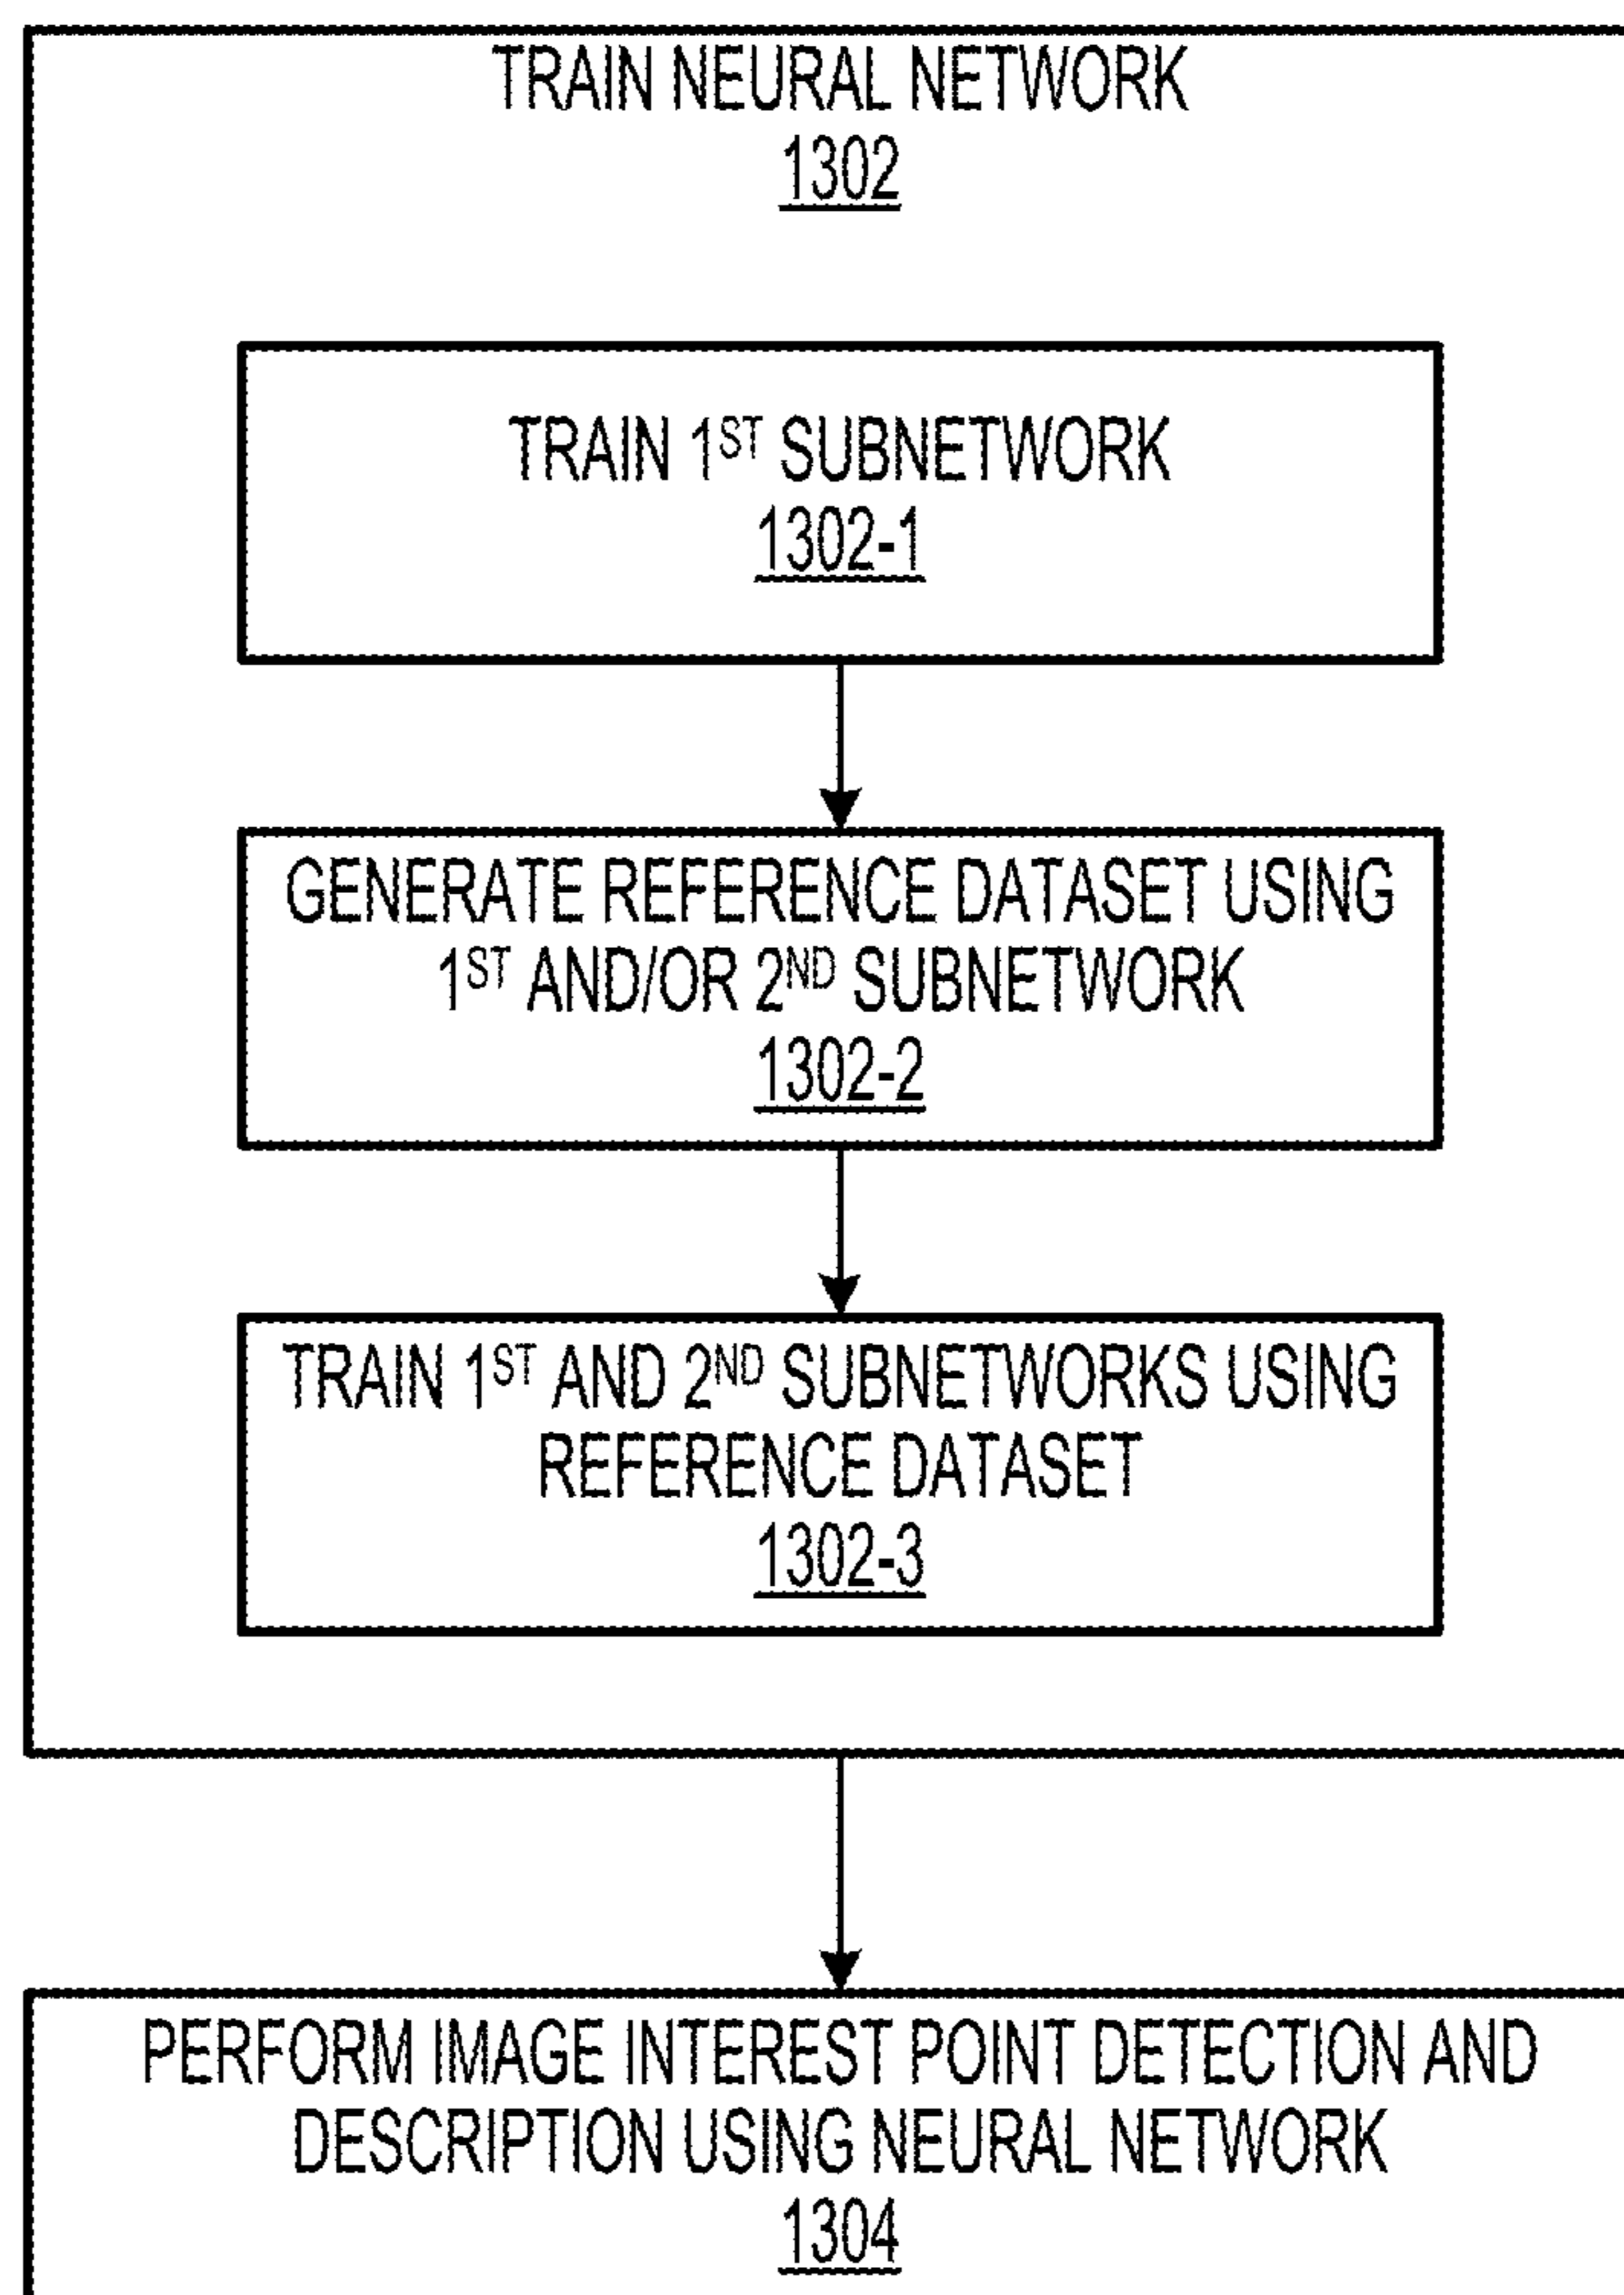 TRAIN NEURAL NETWORK
1302
TRAIN 1ST SUBNETWORK
1302-1
GENERATE REFERENCE DATASET USING
1ST AND/OR 2ND SUBNETWORK
1302-2
TRAIN 1ST AND 2ND SUBNETWORKS USING
REFERENCE DATASET
1302-3
PERFORM IMAGE INTEREST POINT DETECTION AND
DESCRIPTION USING NEURAL NETWORK
1304